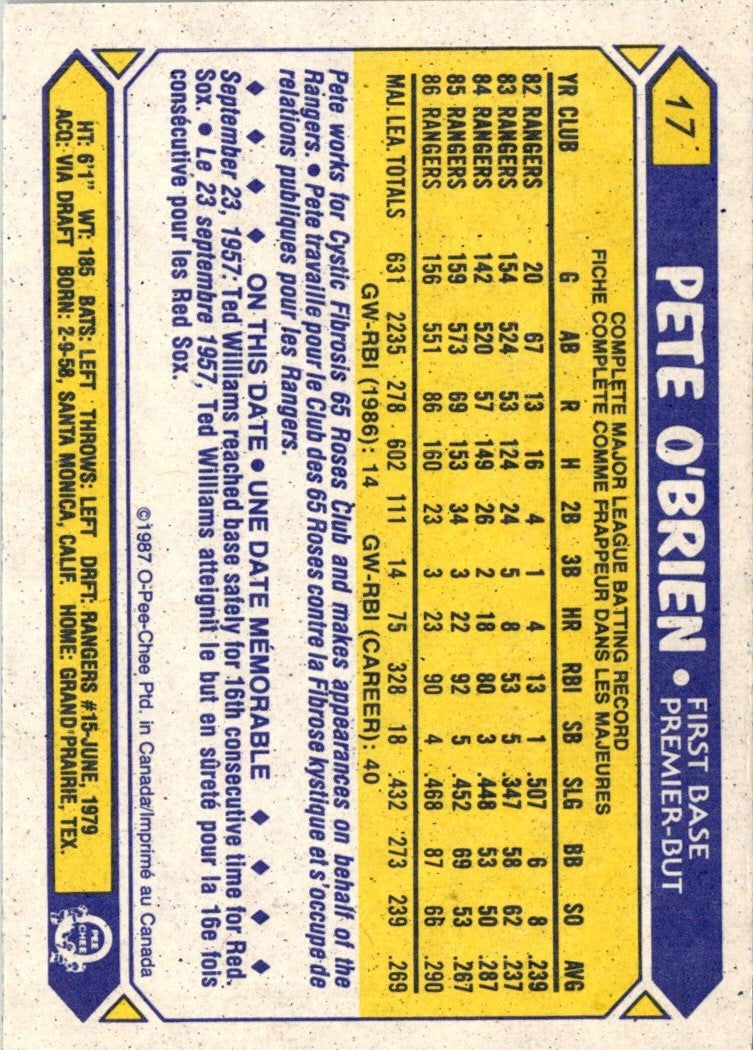 17
PETE O'BRIEN • FIRST BASE
PREMIER-BUT
COMPLETE MAJOR LEAGUE BATTING RECORD
FICHE COMPLÈTE COMME FRAPPEUR DANS LES MAJEURES
YR CLUB G AB R H 2B 3B HR RBI SB SLG BB SO AVG
82 RANGERS 20 67 13 16 4 1 4 13 1 .507 6 8 .239
83 RANGERS 154 524 53 124 24 5 8 53 5 .347 58 62 .237
84 RANGERS 142 520 57 149 26 2 18 80 3 .448 53 50 .287
85 RANGERS 159 573 69 153 34 3 22 92 5 .452 69 53 .267
86 RANGERS 156 551 86 160 23 3 23 90 4 .468 87 66 .290
MAJ. LEA. TOTALS 631 2235 278 602 111 14 75 328 18 .432 273 239 .269
GW-RBI (1986): 14 GW-RBI (CAREER): 40
Pete works for Cystic Fibrosis 65 Roses Club and makes appearances on behalf of the
Rangers. • Pete travaille pour le Club des 65 Roses contre la Fibrose kystique et s'occupe de
relations publiques pour les Rangers.
♦ ♦ ♦ ♦ ON THIS DATE • UNE DATE MÉMORABLE ♦ ♦ ♦ ♦
September 23, 1957: Ted Williams reached base safely for 16th consecutive time for Red
Sox. • Le 23 septembre 1957, Ted Williams atteignit le but en sûreté pour la 16e fois
consécutive pour les Red Sox.
©1987 O-Pee-Chee Ptd. in Canada/Imprimé au Canada
HT: 6'1" WT: 185 BATS: LEFT THROWS: LEFT DRFT: RANGERS #15-JUNE, 1979
ACQ: VIA DRAFT BORN: 2-9-58, SANTA MONICA, CALIF. HOME: GRAND PRAIRIE, TEX.
O
PEE
CHEE